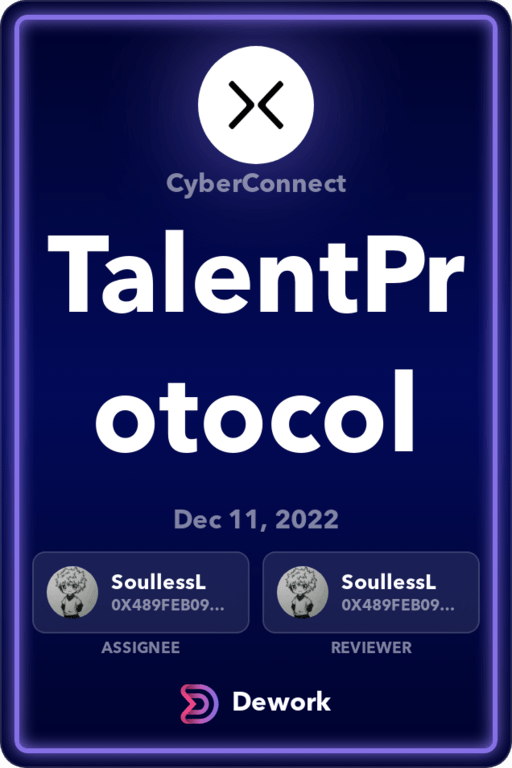 CyberConnect
TalentPr
otocol
Dec 11, 2022
SoullessL
0X489FEB09...
ASSIGNEE
SoullessL
0X489FEB09...
REVIEWER
Dework